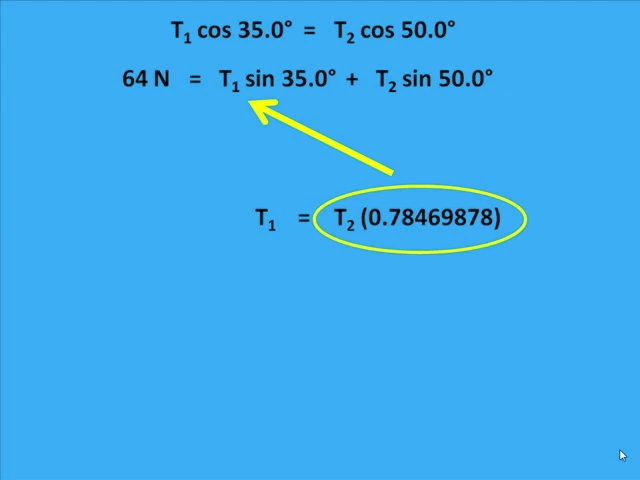 T₁ cos 35.0° = T₂ cos 50.0°
64 N = T₁ sin 35.0° + T₂ sin 50.0°
T₁ = T₂ (0.78469878)